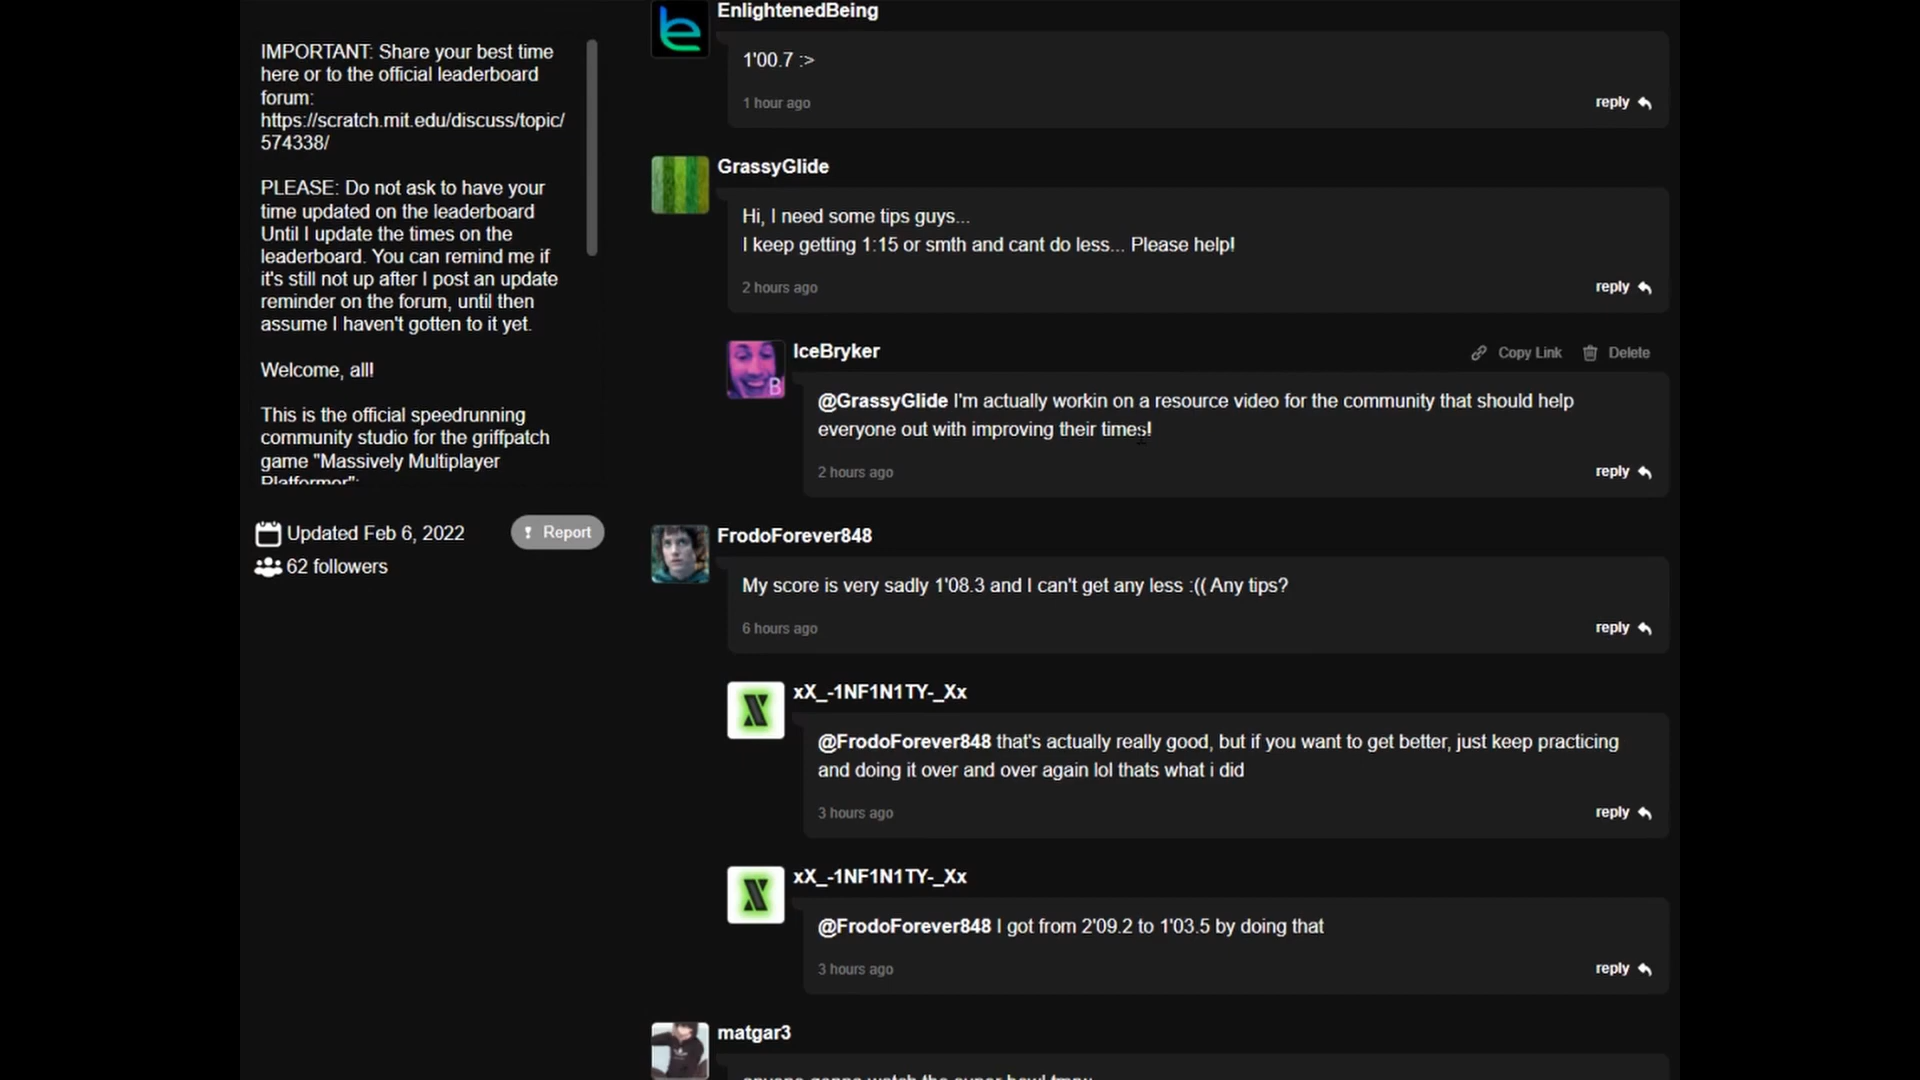 IMPORTANT: Share your best time
here or to the official leaderboard
forum:
https://scratch.mit.edu/discuss/topic/
574338/
PLEASE: Do not ask to have your
time updated on the leaderboard
Until I update the times on the
leaderboard. You can remind me if
it's still not up after I post an update
reminder on the forum, until then
assume I haven't gotten to it yet.
Welcome, all!
This is the official speedrunning
community studio for the griffpatch
game "Massively Multiplayer
Platformer":
Updated Feb 6, 2022
Report
62 followers
EnlightenedBeing
1'00.7 :>
1 hour ago
reply
GrassyGlide
Hi, I need some tips guys...
I keep getting 1:15 or smth and cant do less... Please help!
2 hours ago
reply
IceBryker
Copy Link
Delete
@GrassyGlide I'm actually workin on a resource video for the community that should help
everyone out with improving their times!
2 hours ago
reply
FrodoForever848
My score is very sadly 1'08.3 and I can't get any less :(( Any tips?
6 hours ago
reply
xX_-1NF1N1TY-_Xx
@FrodoForever848 that's actually really good, but if you want to get better, just keep practicing
and doing it over and over again lol thats what i did
3 hours ago
reply
xX_-1NF1N1TY-_Xx
@FrodoForever848 I got from 2'09.2 to 1'03.5 by doing that
3 hours ago
reply
matgar3
anyone gonna watch the super bowl tmrw